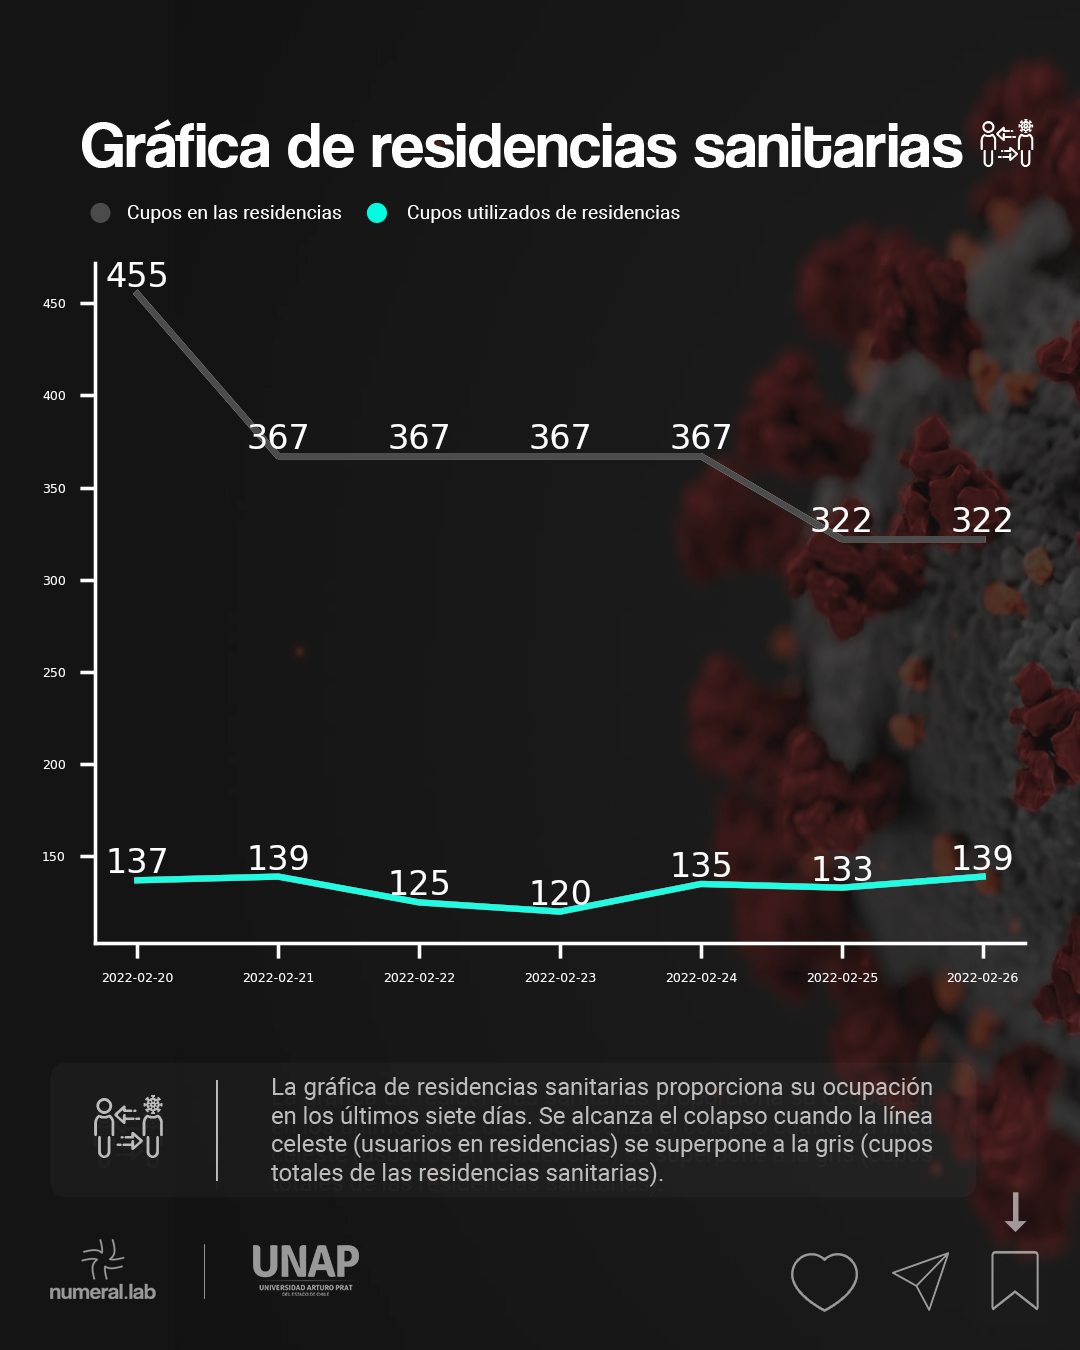 Gráfica de residencias sanitarias
Cupos en las residencias
Cupos utilizados de residencias
455
450
400
367 367 367 367
350
322 322
300
250
200
150
137 139 125 120 135 133 139
2022-02-20 2022-02-21 2022-02-22 2022-02-23 2022-02-24 2022-02-25 2022-02-26
La gráfica de residencias sanitarias proporciona su ocupación
en los últimos siete días. Se alcanza el colapso cuando la línea
celeste (usuarios en residencias) se superpone a la gris (cupos
totales de las residencias sanitarias).
numeral.lab
UNAP
UNIVERSIDAD ARTURO PRAT
DEL ESTADO DE CHILE